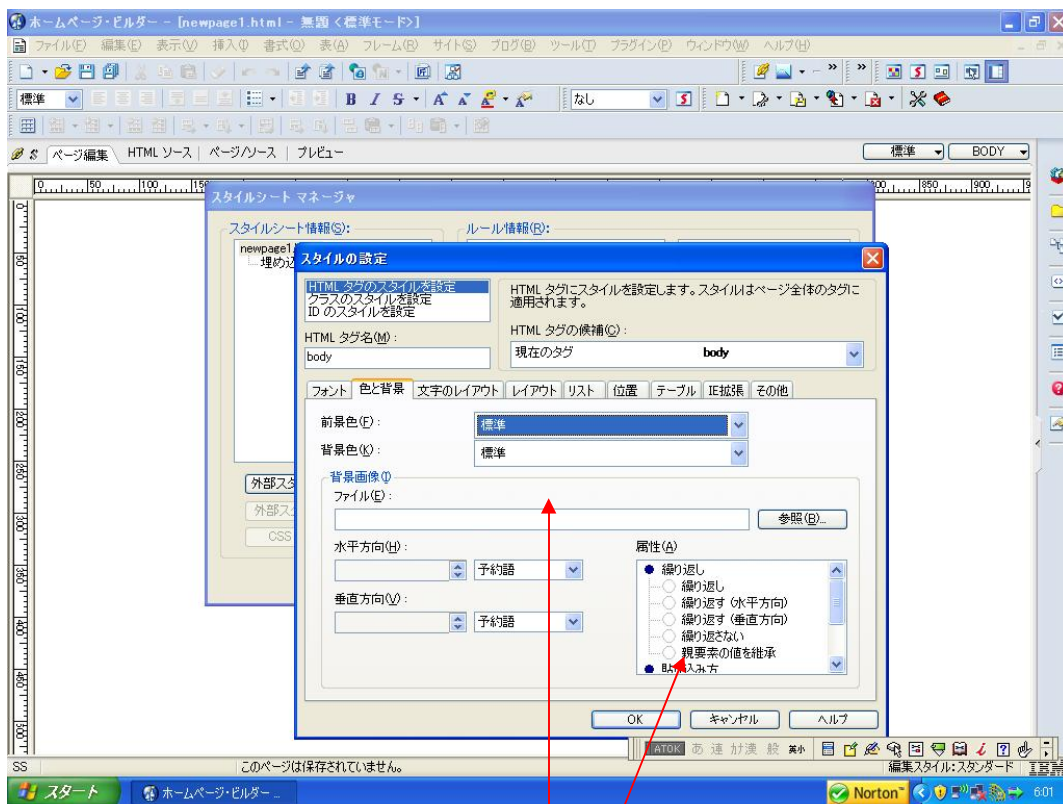 ホームページ・ビルダー - [newpage1.html - 無題 <標準モード>]
ファイル(F) 編集(E) 表示(V) 挿入(I) 書式(O) 表(A) フレーム(R) サイト(S) ブログ(B) ツール(T) プラグイン(P) ウィンドウ(W) ヘルプ(H)
標準 B I S A A なし
ページ編集 HTML ソース ページ/ソース プレビュー 標準 BODY
0 50 100 850 900
スタイルシート マネージャ
スタイルシート情報(S): ルール情報(R):
newpage1
埋め込
スタイルの設定
HTML タグのスタイルを設定
クラスのスタイルを設定
ID のスタイルを設定
HTML タグにスタイルを設定します。スタイルはページ全体のタグに
適用されます。
HTML タグ名(M):
body
HTML タグの候補(C):
現在のタグ body
フォント 色と背景 文字のレイアウト レイアウト リスト 位置 テーブル IE拡張 その他
前景色(F): 標準
背景色(K): 標準
背景画像(I)
ファイル(E):
参照(B)...
水平方向(H):
予約語
垂直方向(V):
予約語
属性(A)
繰り返し
繰り返し
繰り返す (水平方向)
繰り返す (垂直方向)
繰り返さない
親要素の値を継承
外部ス
外部ス
CSS
OK キャンセル ヘルプ
ATOK あ 連 般 英小
SS このページは保存されていません。 編集スタイル:スタンダード IBM
スタート ホームページ・ビルダー ... Norton 6:01